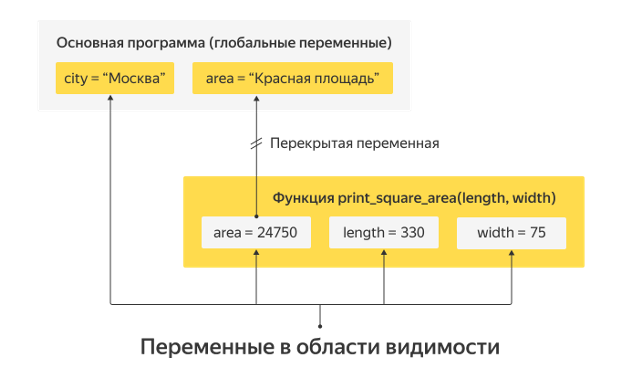 Основная программа (глобальные переменные)
city = “Москва”
area = “Красная площадь”
Перекрытая переменная
Функция print_square_area(length, width)
area = 24750
length = 330
width = 75
Переменные в области видимости